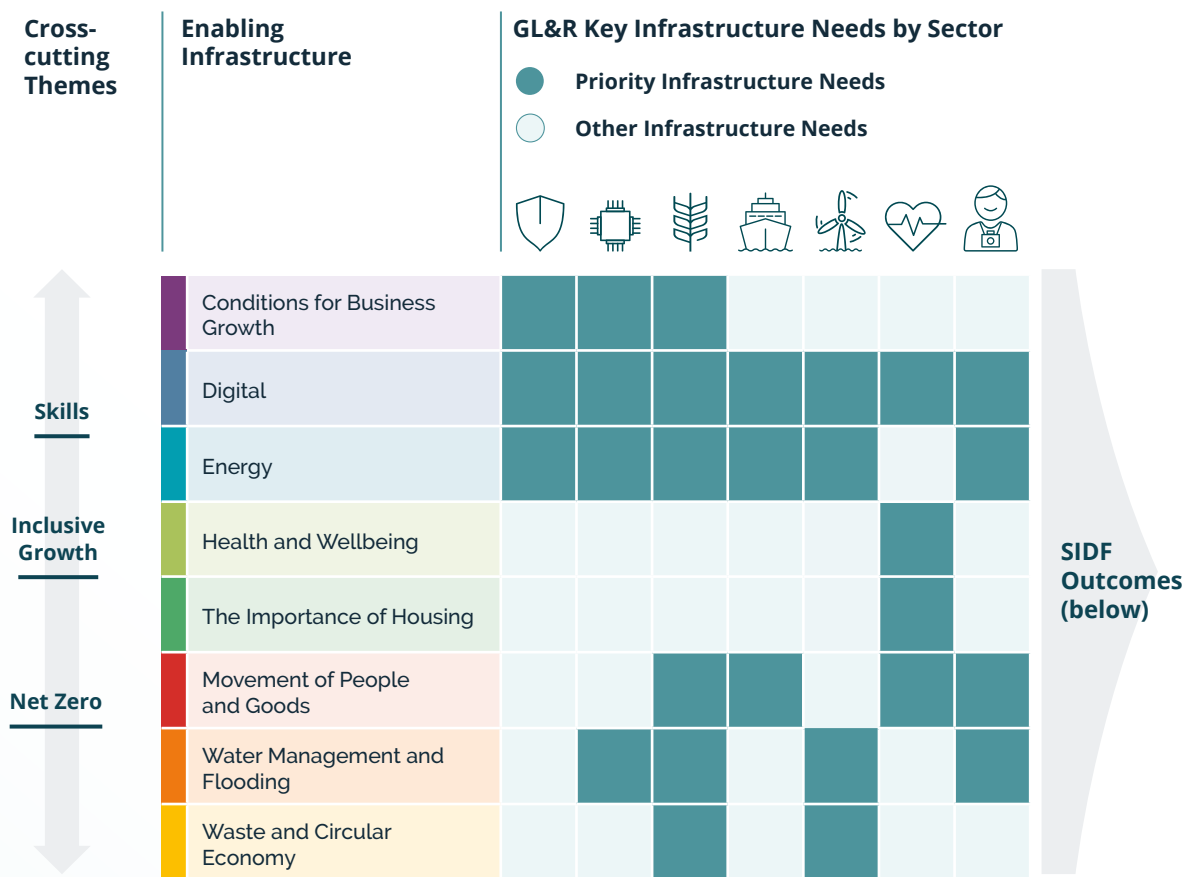 Cross-
cutting
Themes
Enabling
Infrastructure
GL&R Key Infrastructure Needs by Sector
Priority Infrastructure Needs
Other Infrastructure Needs
Skills
Inclusive
Growth
Net Zero
Conditions for Business
Growth
Digital
Energy
Health and Wellbeing
The Importance of Housing
Movement of People
and Goods
Water Management and
Flooding
Waste and Circular
Economy
SIDF
Outcomes
(below)